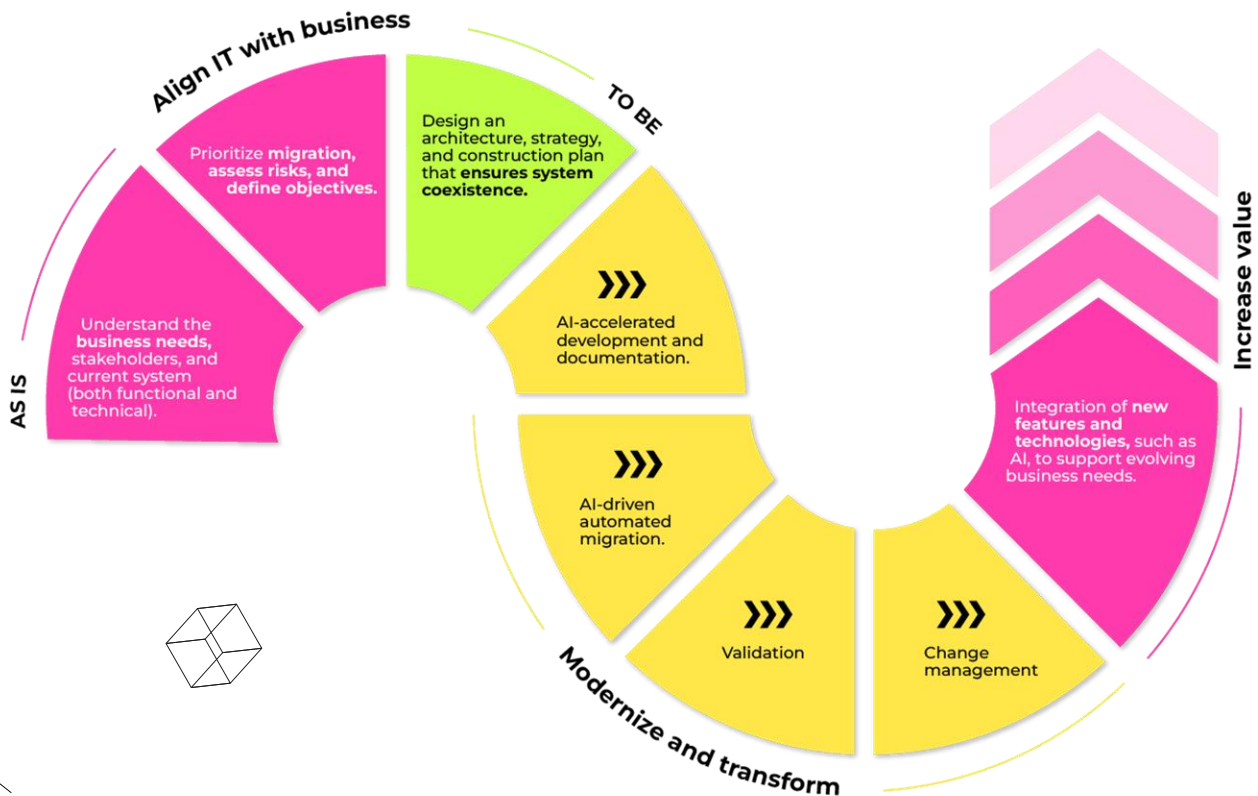 Align IT with business
AS IS
Understand the
business needs,
stakeholders, and
current system
(both functional and
technical).
Prioritize migration,
assess risks, and
define objectives.
TO BE
Design an
architecture, strategy,
and construction plan
that ensures system
coexistence.
AI-accelerated
development and
documentation.
AI-driven
automated
migration.
Modernize and transform
Validation
Change
management
Integration of new
features and
technologies, such as
AI, to support evolving
business needs.
Increase value